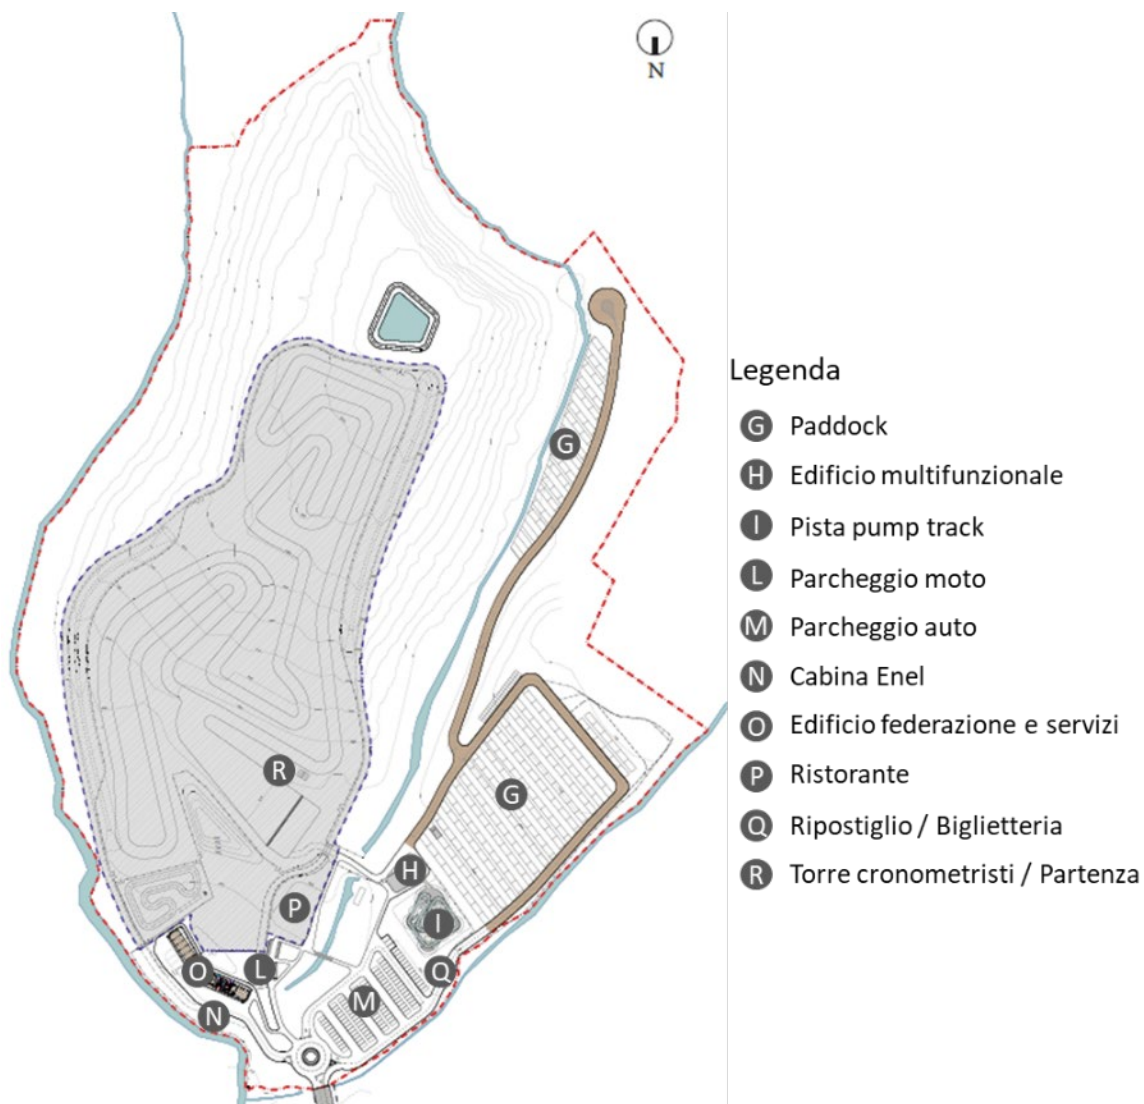 N
G
G
R
H
P
I
O
L
Q
M
N
Legenda
G Paddock
H Edificio multifunzionale
I Pista pump track
L Parcheggio moto
M Parcheggio auto
N Cabina Enel
O Edificio federazione e servizi
P Ristorante
Q Ripostiglio / Biglietteria
R Torre cronometristi / Partenza